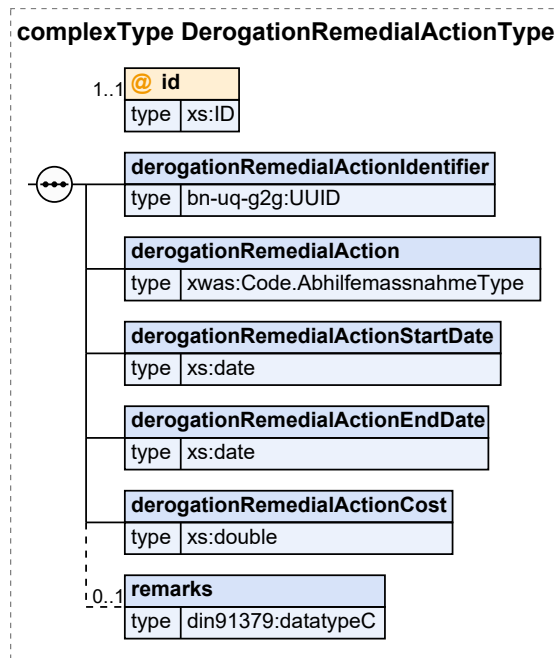 complexType DerogationRemedialActionType
1..1 @ id
type xs:ID
derogationRemedialActionIdentifier
type bn-uq-g2g:UUID
derogationRemedialAction
type xwas:Code.AbhilfemassnahmeType
derogationRemedialActionStartDate
type xs:date
derogationRemedialActionEndDate
type xs:date
derogationRemedialActionCost
type xs:double
0..1 remarks
type din91379:datatypeC